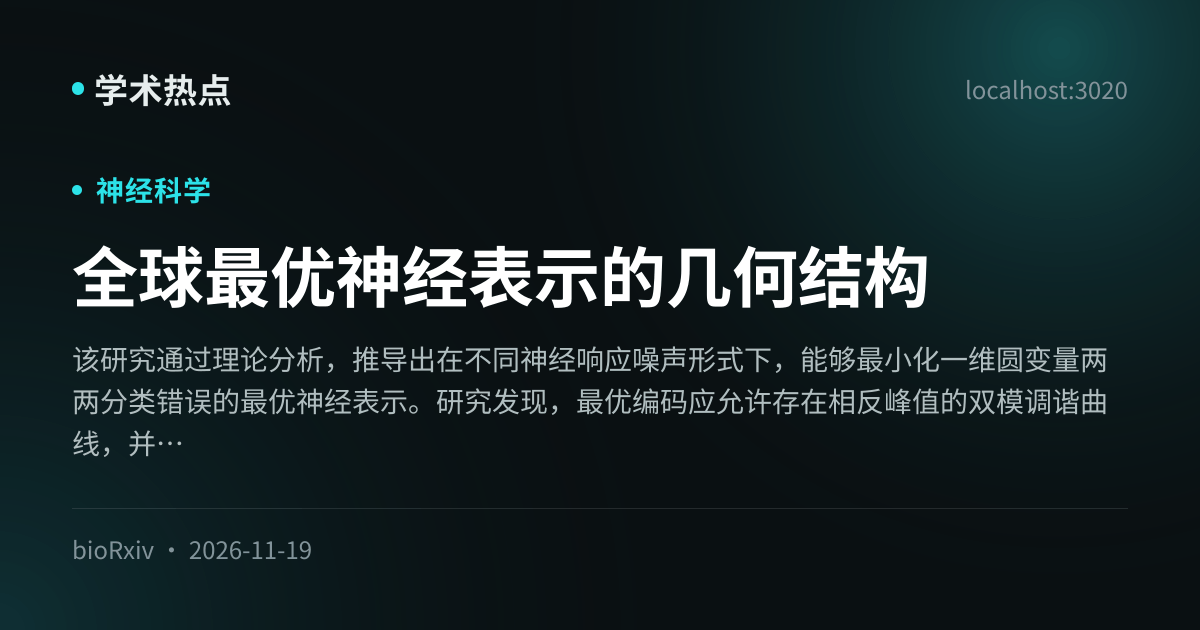 学术热点
localhost:3020
神经科学
全球最优神经表示的几何结构
该研究通过理论分析，推导出在不同神经响应噪声形式下，能够最小化一维圆变量两
两分类错误的最优神经表示。研究发现，最优编码应允许存在相反峰值的双模调谐曲
线，并…
bioRxiv • 2026-11-19